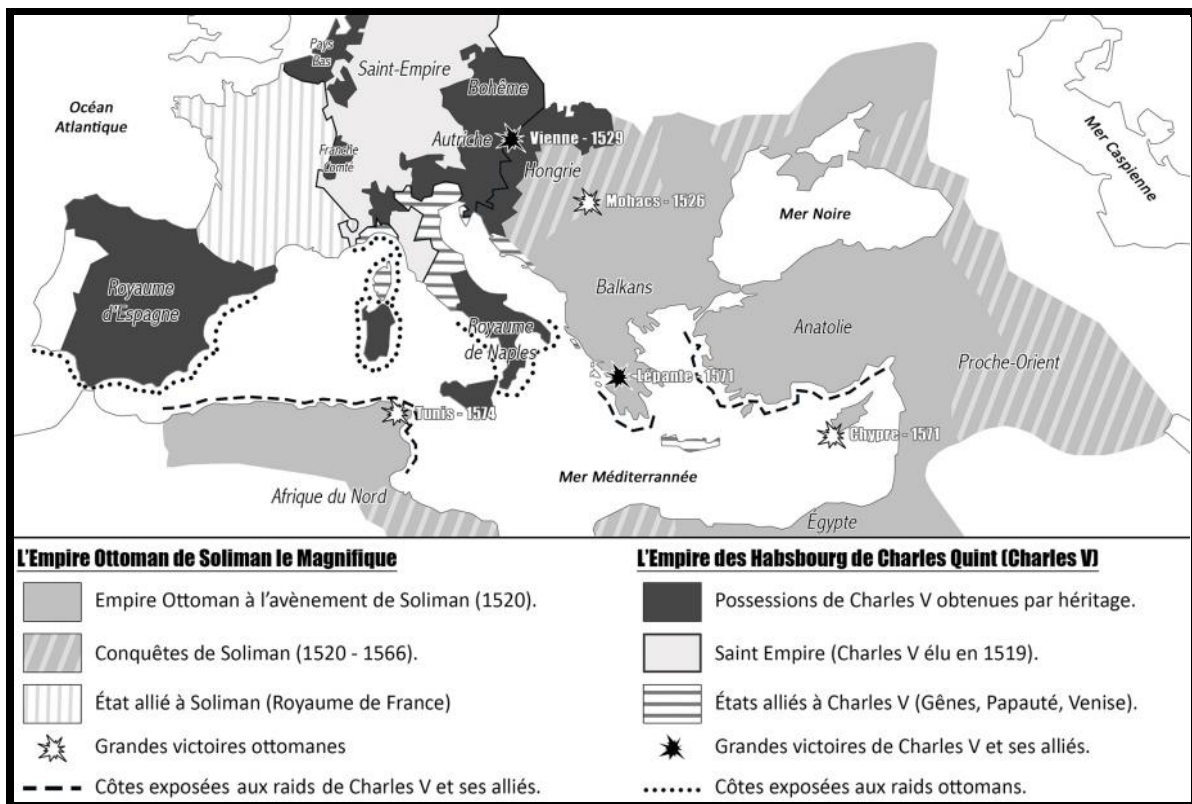 Pays
Bas
Saint-Empire
Bohême
Océan
Atlantique
Autriche
Vienne - 1529
Franche
Comté
Hongrie
Mer Caspienne
Mohacs - 1526
Mer Noire
Royaume
d'Espagne
Balkans
Anatolie
Royaume
de Naples
Proche-Orient
Lépante - 1571
Tunis - 1574
Chypre - 1571
Mer Méditerrannée
Afrique du Nord
Égypte
L'Empire Ottoman de Soliman le Magnifique
Empire Ottoman à l'avènement de Soliman (1520).
Conquêtes de Soliman (1520 - 1566).
État allié à Soliman (Royaume de France)
Grandes victoires ottomanes
Côtes exposées aux raids de Charles V et ses alliés.
L'Empire des Habsbourg de Charles Quint (Charles V)
Possessions de Charles V obtenues par héritage.
Saint Empire (Charles V élu en 1519).
États alliés à Charles V (Gênes, Papauté, Venise).
Grandes victoires de Charles V et ses alliés.
Côtes exposées aux raids ottomans.